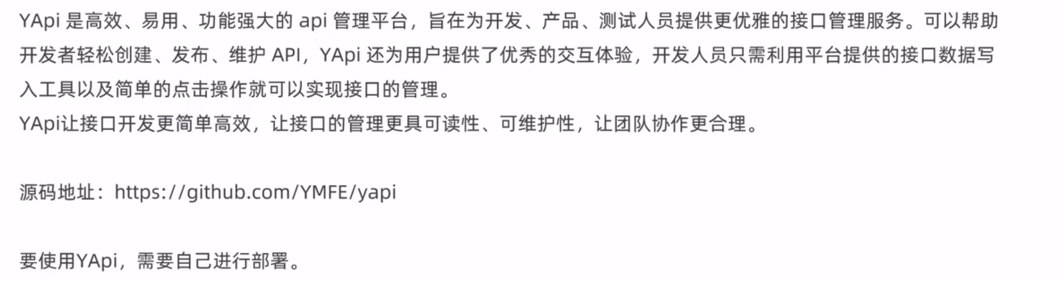 YApi 是高效、易用、功能强大的 api 管理平台，旨在为开发、产品、测试人员提供更优雅的接口管理服务。可以帮助
开发者轻松创建、发布、维护 API，YApi 还为用户提供了优秀的交互体验，开发人员只需利用平台提供的接口数据写
入工具以及简单的点击操作就可以实现接口的管理。
YApi让接口开发更简单高效，让接口的管理更具可读性、可维护性，让团队协作更合理。
源码地址：https://github.com/YMFE/yapi
要使用YApi，需要自己进行部署。